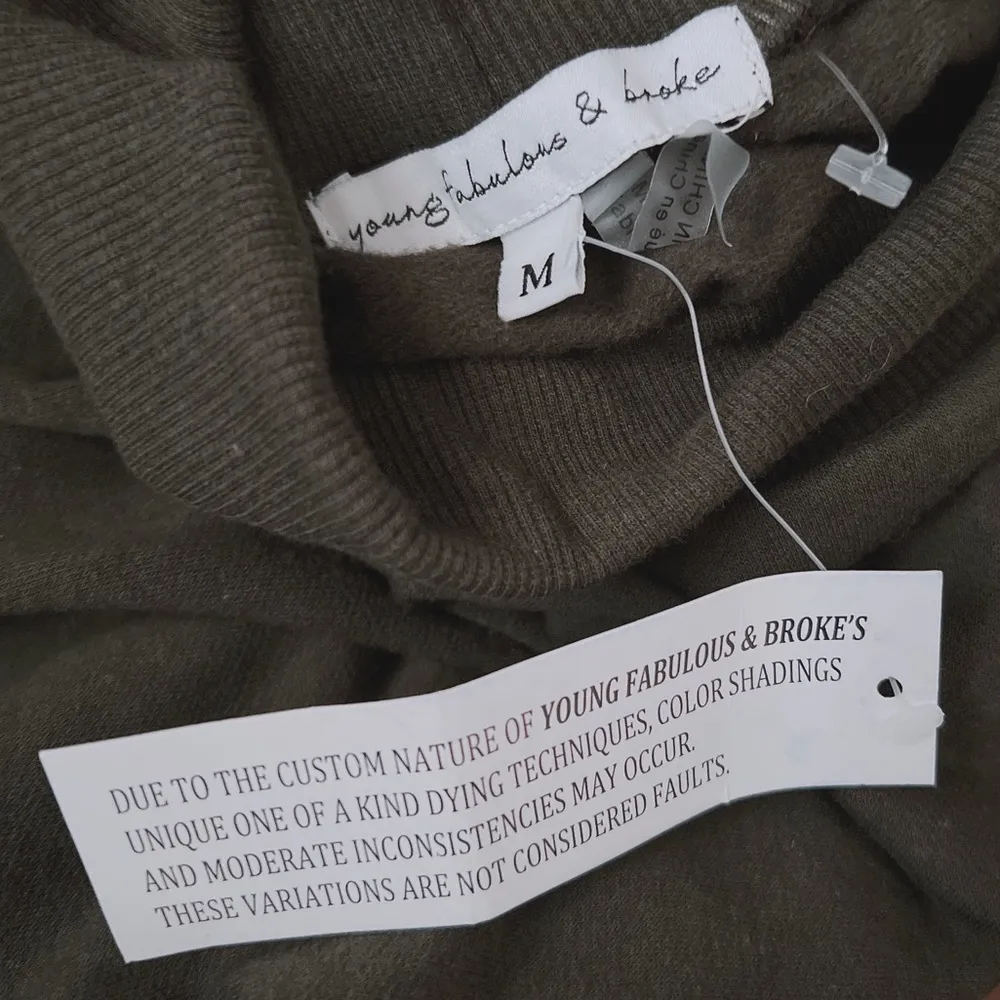 young fabulous & broke
M
DUE TO THE CUSTOM NATURE OF YOUNG FABULOUS & BROKE'S
UNIQUE ONE OF A KIND DYING TECHNIQUES, COLOR SHADINGS
AND MODERATE INCONSISTENCIES MAY OCCUR.
THESE VARIATIONS ARE NOT CONSIDERED FAULTS.